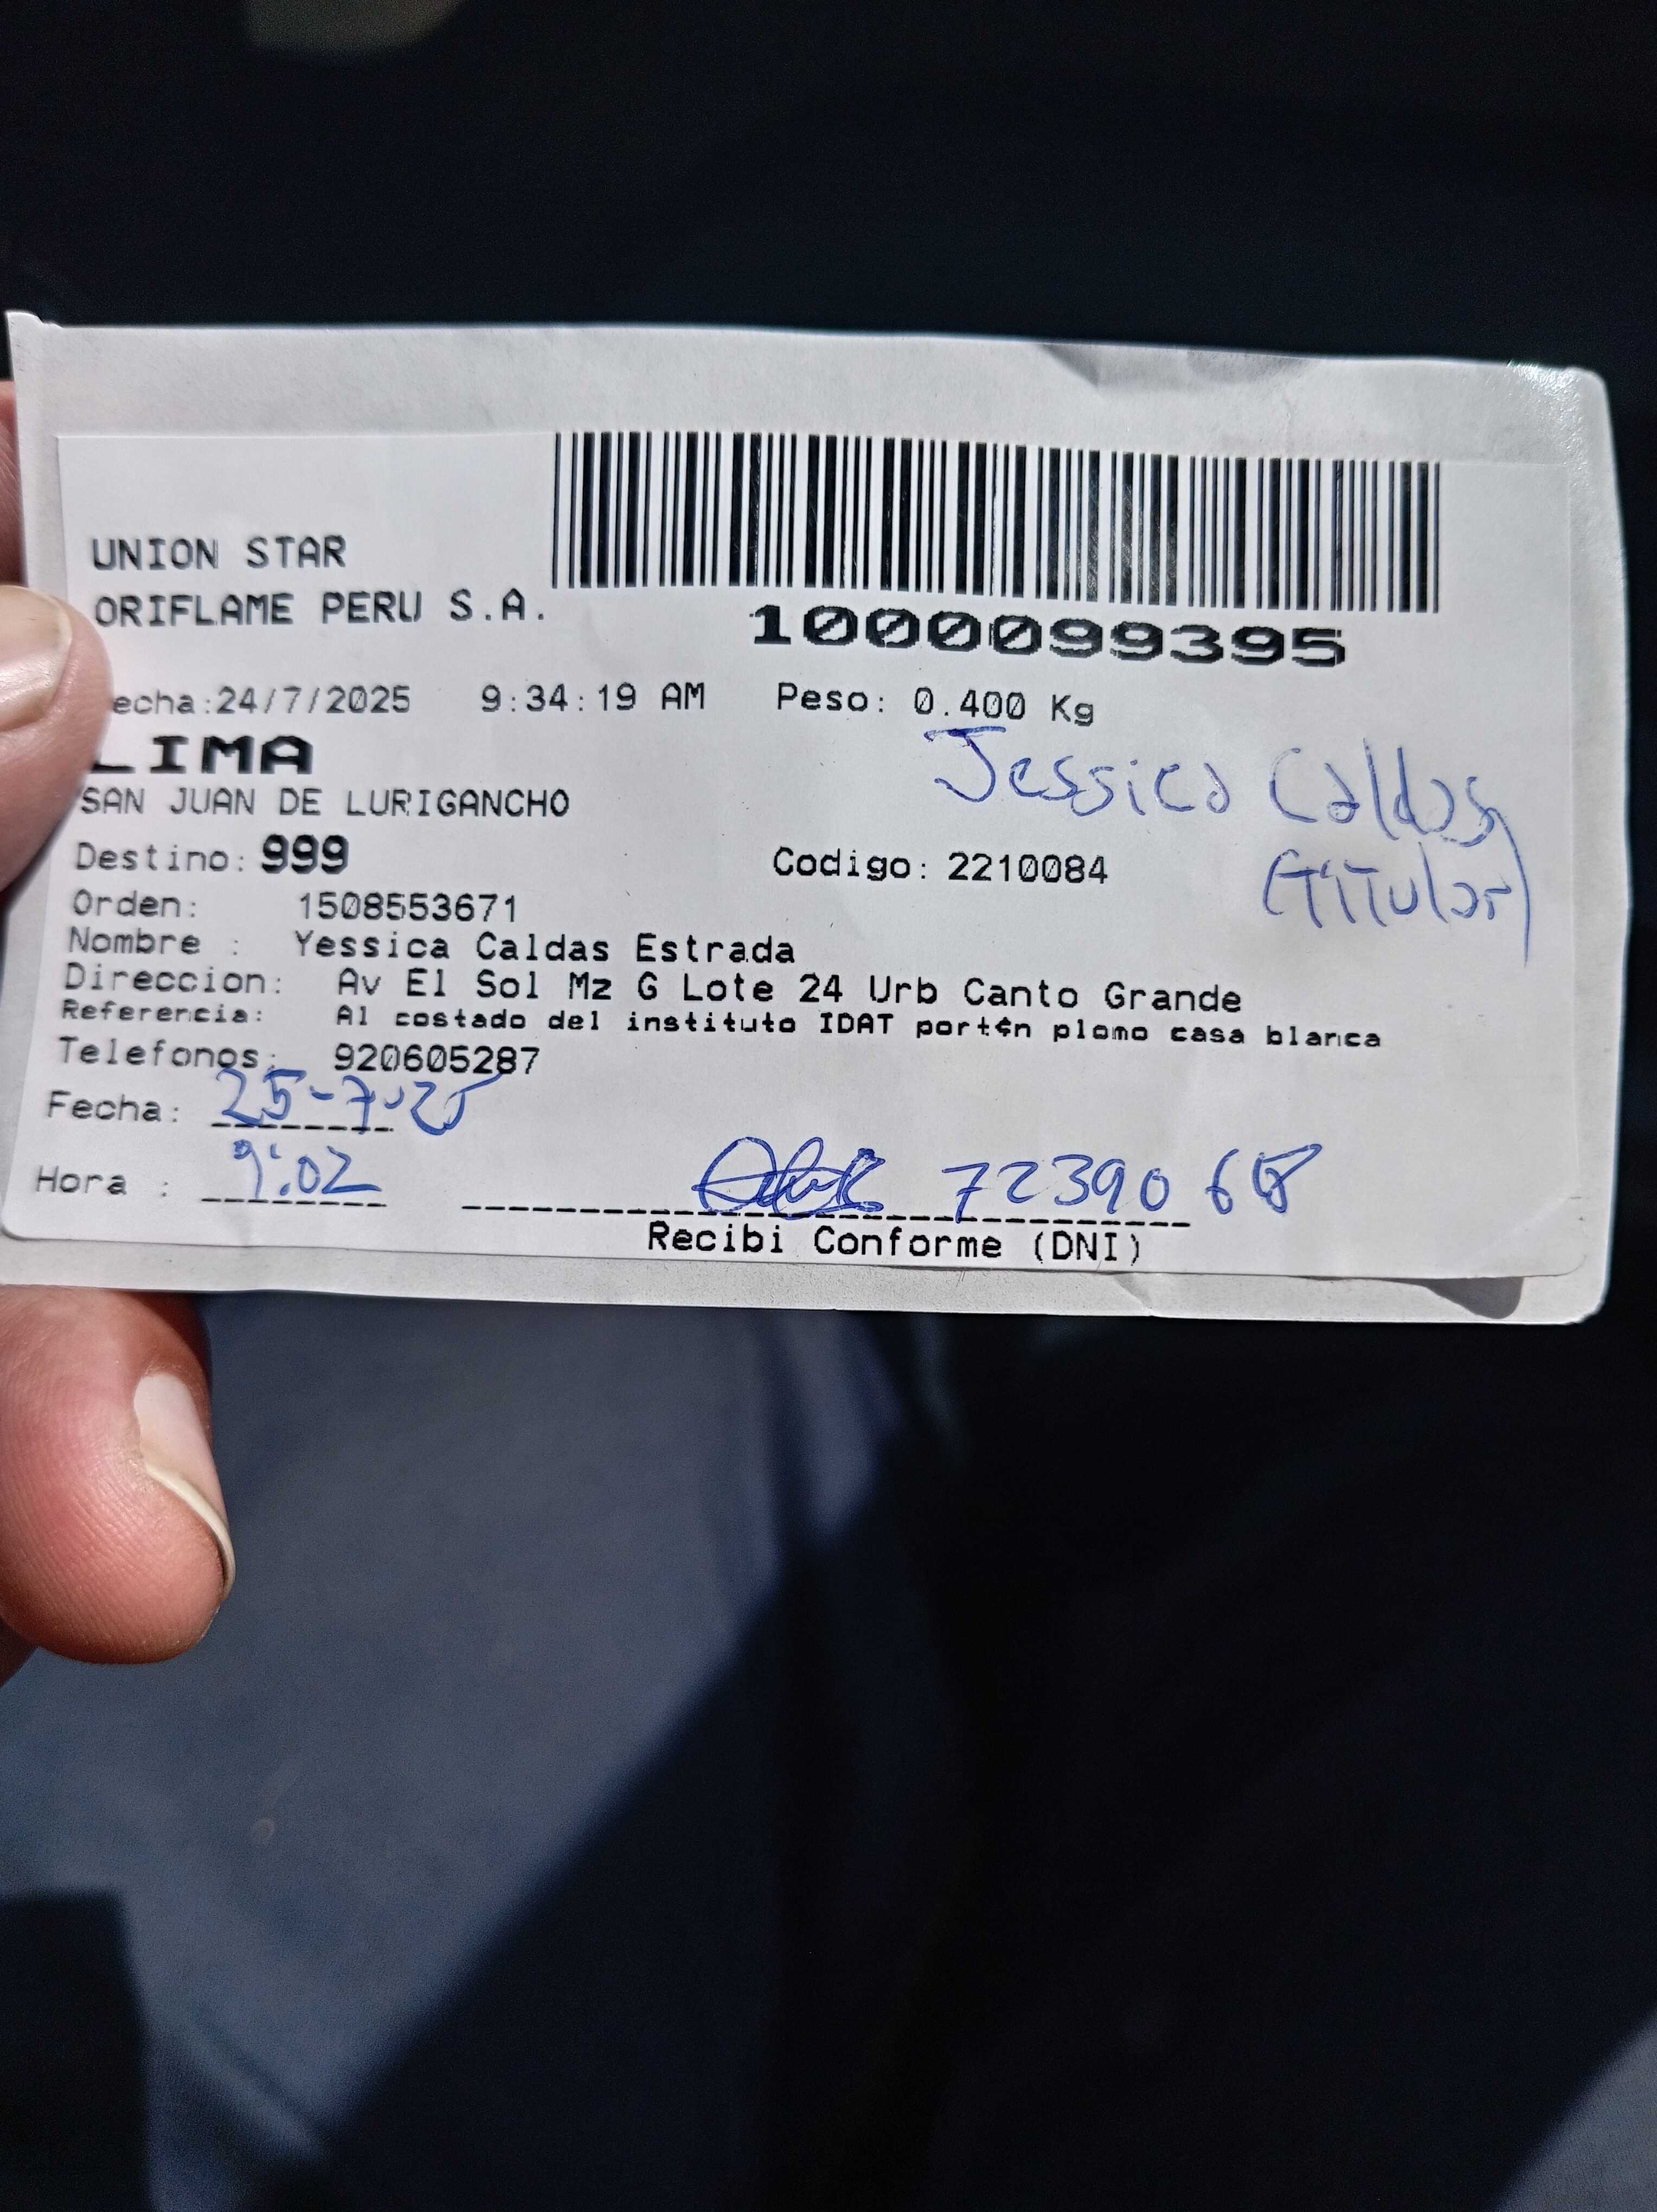 UNION STAR
ORIFLAME PERU S.A.
1000099395
echa:24/7/2025 9:34:19 AM Peso: 0.400 Kg
LIMA
Jessica Caldas
SAN JUAN DE LURIGANCHO
(Titular)
Destino: 999 Codigo: 2210084
Orden: 1508553671
Nombre : Yessica Caldas Estrada
Direccion: Av El Sol Mz G Lote 24 Urb Canto Grande
Referencia: Al costado del instituto IDAT port¢n plomo casa blanca
Telefonos: 920605287
Fecha: 25-7-25
Hora : 9:02
Recibi Conforme (DNI)